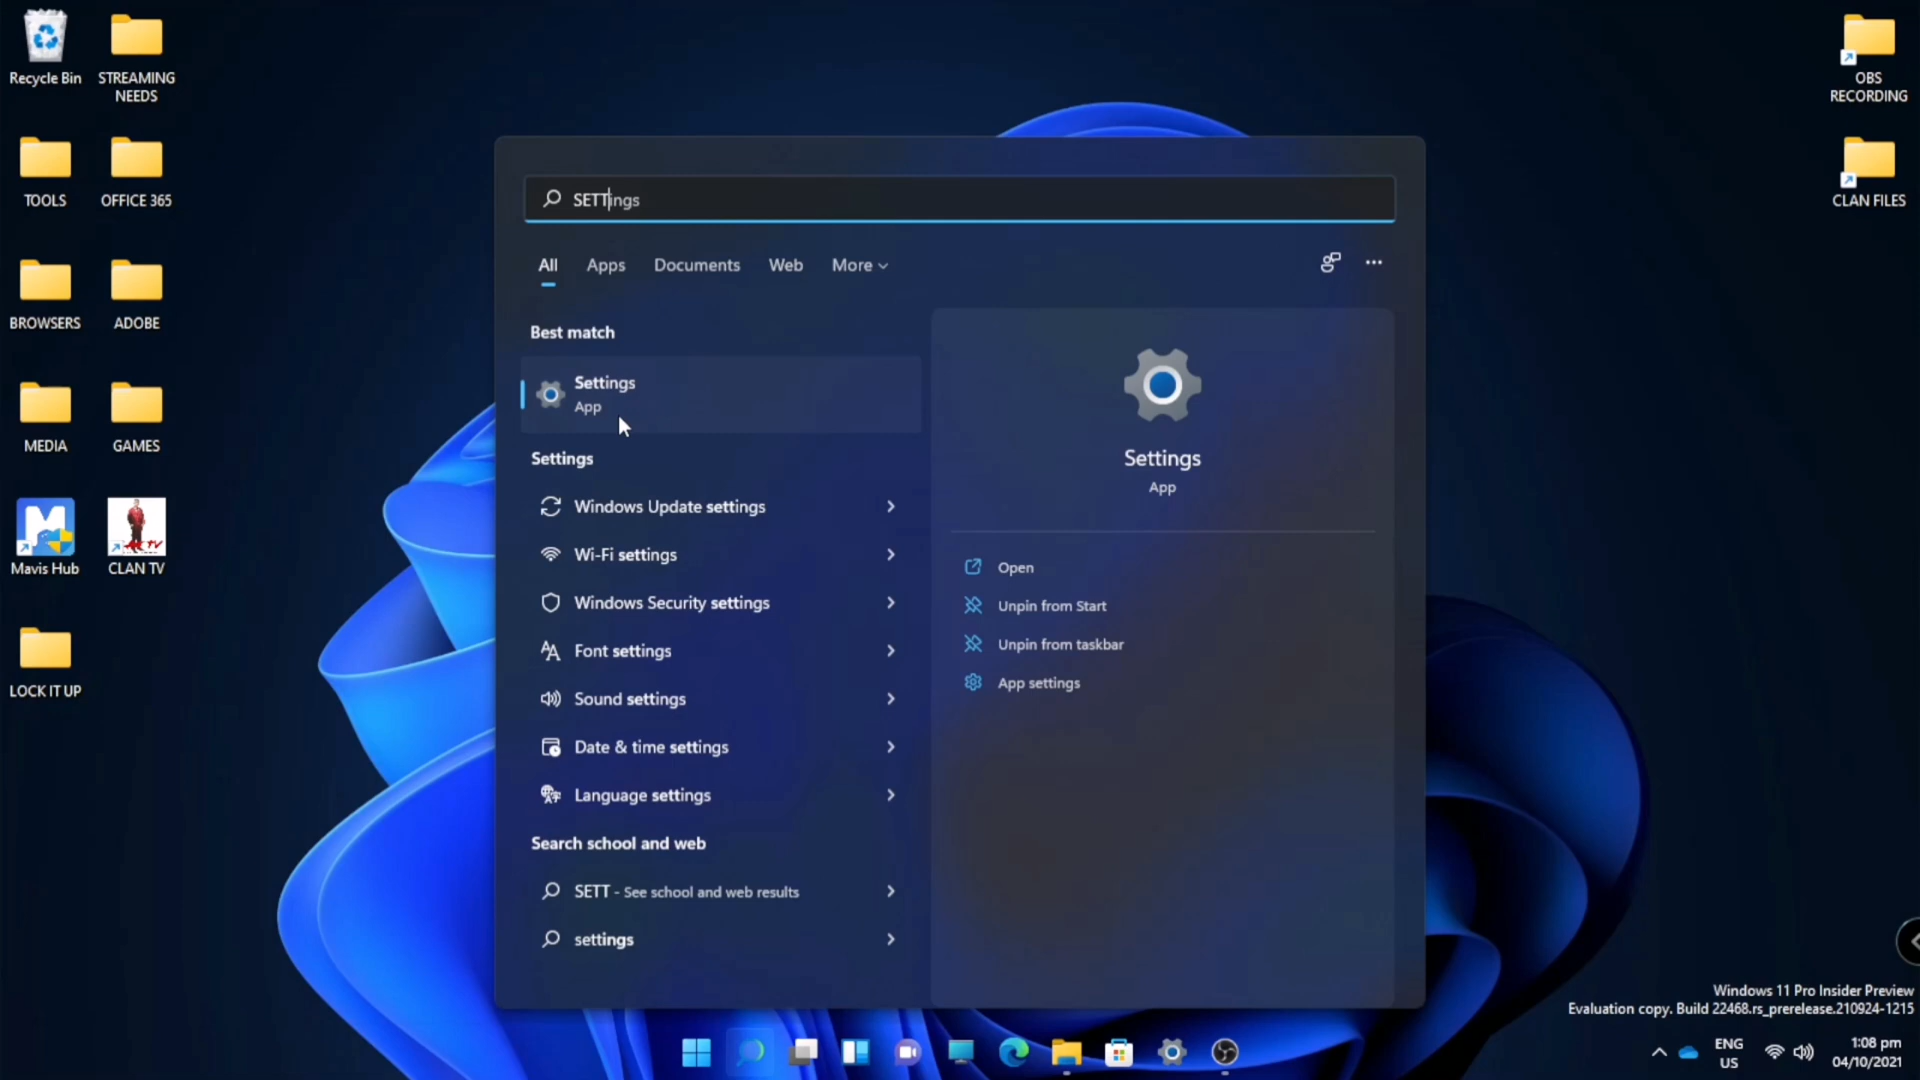 Recycle Bin
STREAMING
NEEDS
TOOLS
OFFICE 365
BROWSERS
ADOBE
MEDIA
GAMES
Mavis Hub
CLAN TV
LOCK IT UP
OBS
RECORDING
CLAN FILES
SETTings
All
Apps
Documents
Web
More
Best match
Settings
App
Settings
Windows Update settings
Wi-Fi settings
Windows Security settings
Font settings
Sound settings
Date & time settings
Language settings
Search school and web
SETT - See school and web results
settings
Settings
App
Open
Unpin from Start
Unpin from taskbar
App settings
Windows 11 Pro Insider Preview
Evaluation copy. Build 22468.rs_prerelease.210924-1215
ENG
US
1:08 pm
04/10/2021